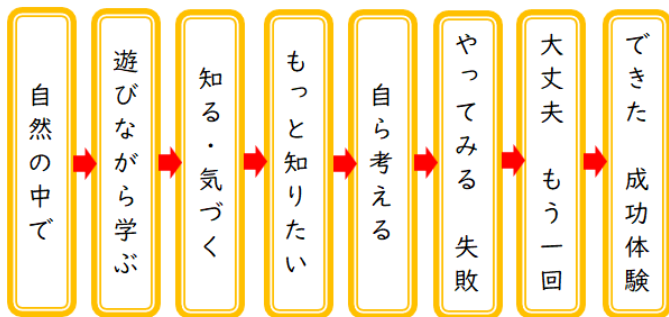 自然の中で
遊びながら学ぶ
知る・気づく
もっと知りたい
自ら考える
やってみる 失敗
大丈夫 もう一回
できた 成功体験